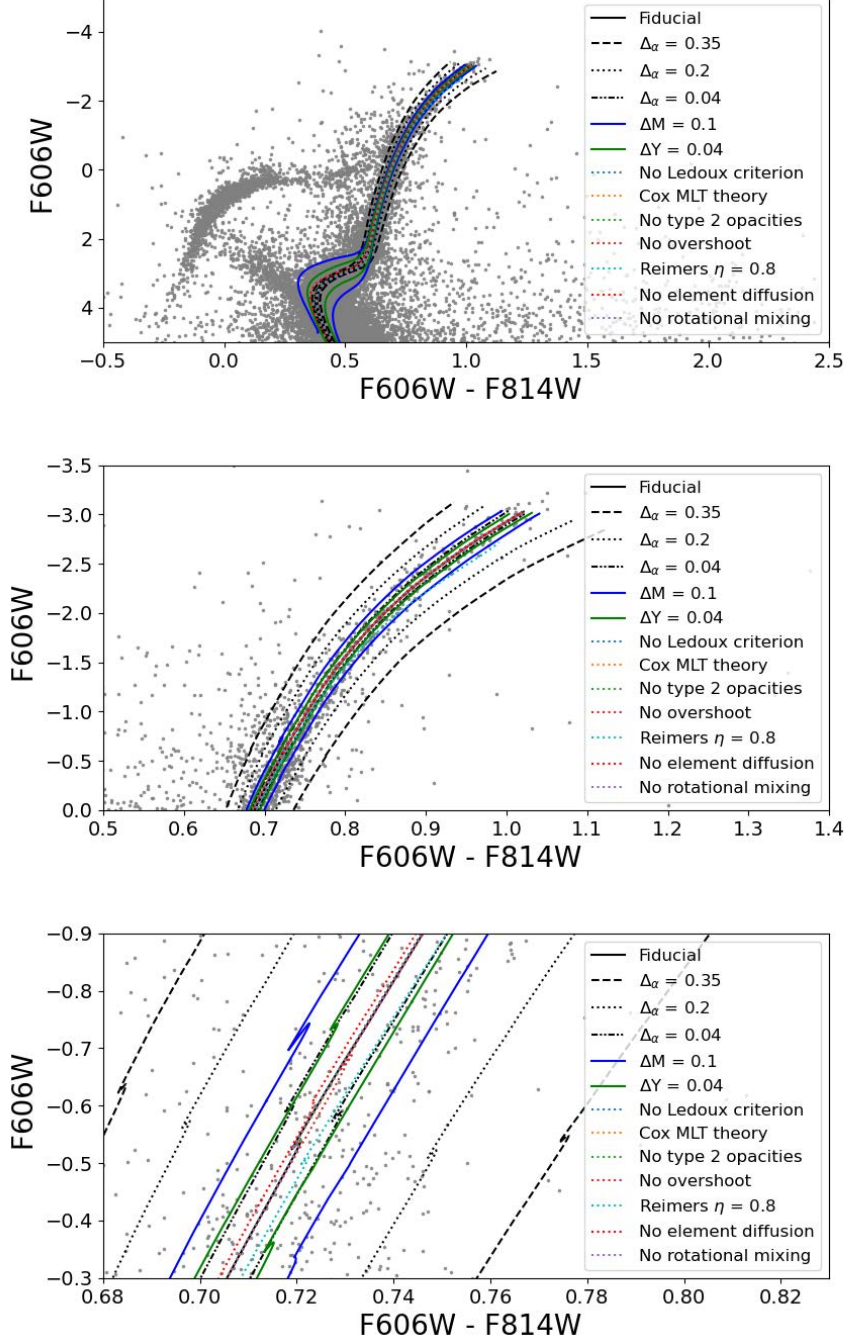 F606W
−4
−2
0
2
4
Fiducial
Δα = 0.35
Δα = 0.2
Δα = 0.04
ΔM = 0.1
ΔY = 0.04
No Ledoux criterion
Cox MLT theory
No type 2 opacities
No overshoot
Reimers η = 0.8
No element diffusion
No rotational mixing
−0.5 0.0 0.5 1.0 1.5 2.0 2.5
F606W - F814W
F606W
−3.5
−3.0
−2.5
−2.0
−1.5
−1.0
−0.5
0.0
Fiducial
Δα = 0.35
Δα = 0.2
Δα = 0.04
ΔM = 0.1
ΔY = 0.04
No Ledoux criterion
Cox MLT theory
No type 2 opacities
No overshoot
Reimers η = 0.8
No element diffusion
No rotational mixing
0.5 0.6 0.7 0.8 0.9 1.0 1.1 1.2 1.3 1.4
F606W - F814W
F606W
−0.9
−0.8
−0.7
−0.6
−0.5
−0.4
−0.3
Fiducial
Δα = 0.35
Δα = 0.2
Δα = 0.04
ΔM = 0.1
ΔY = 0.04
No Ledoux criterion
Cox MLT theory
No type 2 opacities
No overshoot
Reimers η = 0.8
No element diffusion
No rotational mixing
0.68 0.70 0.72 0.74 0.76 0.78 0.80 0.82
F606W - F814W